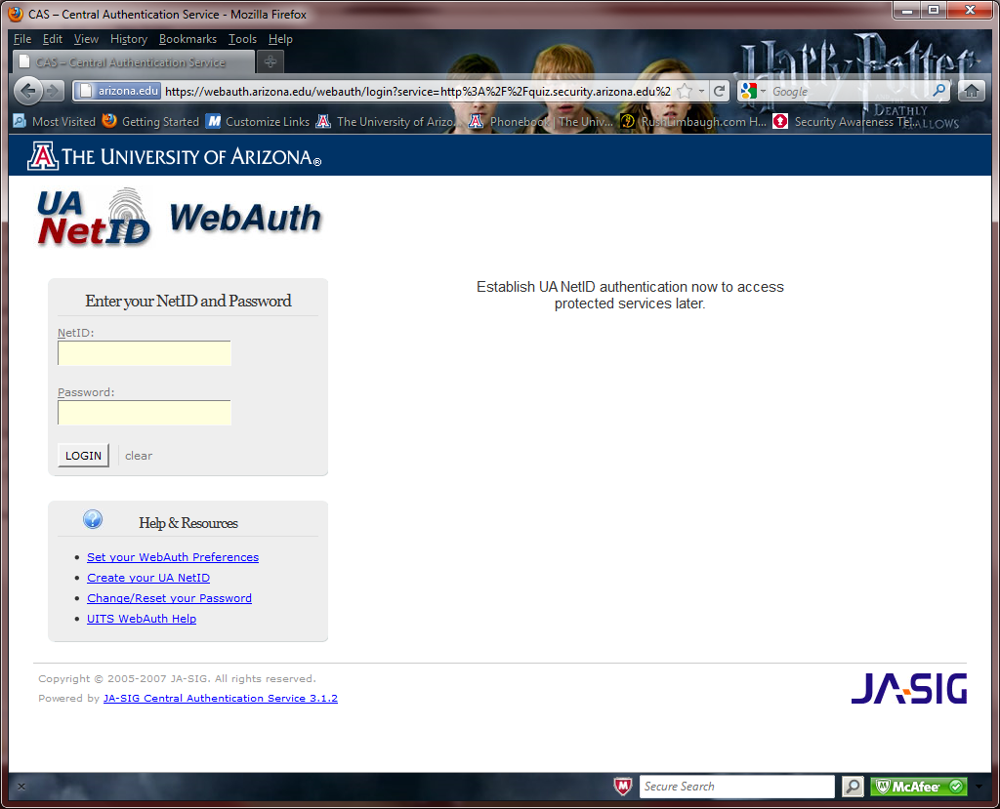 CAS – Central Authentication Service - Mozilla Firefox
File Edit View History Bookmarks Tools Help
CAS – Central Authentication Service
Harry Potter
arizona.edu https://webauth.arizona.edu/webauth/login?service=http%3A%2F%2Fquiz.security.arizona.edu%2 Google
DEATHLY HALLOWS
Most Visited Getting Started Customize Links The University of Arizo... Phonebook | The Univ... RushLimbaugh.com H... Security Awareness Te...
THE UNIVERSITY OF ARIZONA®
UA NetID WebAuth
Enter your NetID and Password
Establish UA NetID authentication now to access
protected services later.
NetID:
Password:
LOGIN clear
? Help & Resources
• Set your WebAuth Preferences
• Create your UA NetID
• Change/Reset your Password
• UITS WebAuth Help
Copyright © 2005-2007 JA-SIG. All rights reserved.
Powered by JA-SIG Central Authentication Service 3.1.2
JA-SIG
Secure Search McAfee